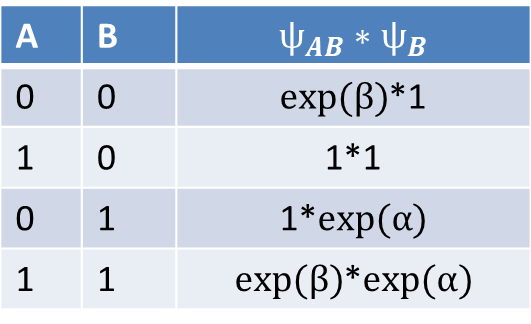 A B ψ_AB ∗ ψ_B
0 0 exp(β)*1
1 0 1*1
0 1 1*exp(α)
1 1 exp(β)*exp(α)